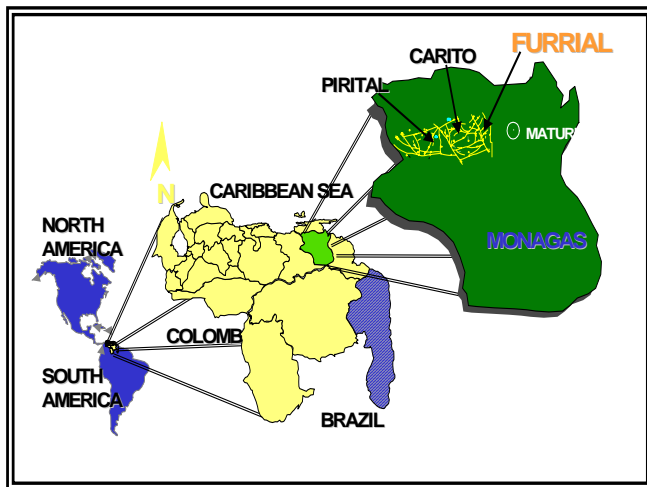 FURRIAL
CARITO
PIRITAL
MATUR
CARIBBEAN SEA
N
NORTH
AMERICA
MONAGAS
COLOMB
SOUTH
AMERICA
BRAZIL